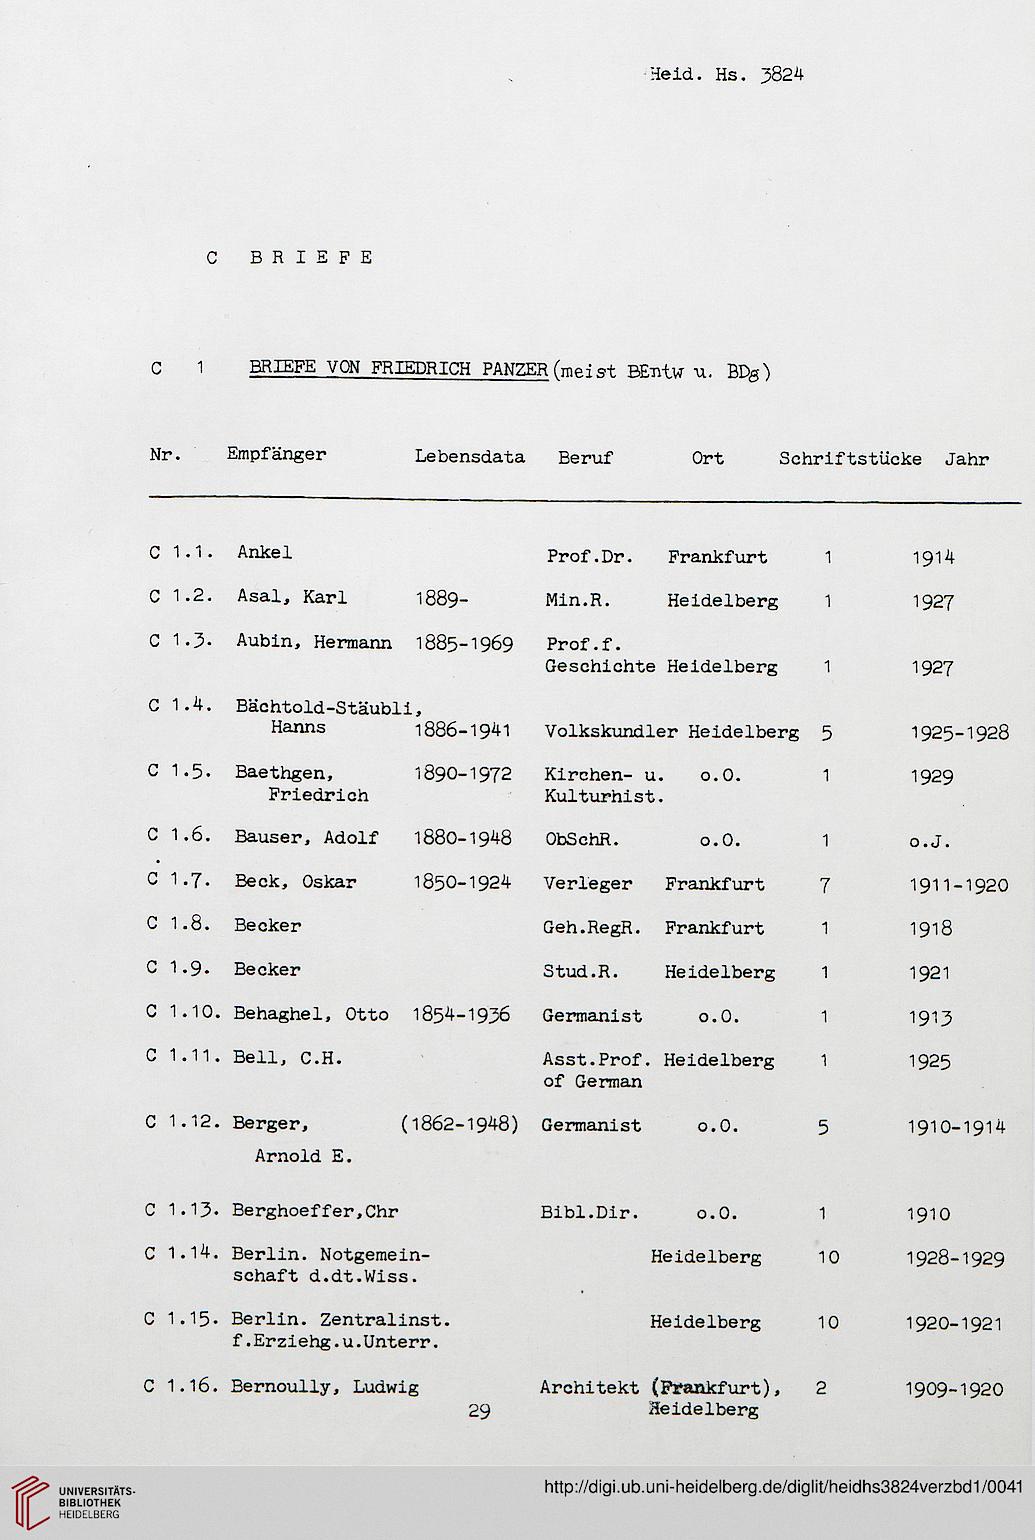 Heid. Hs. 3824
C B R I E F E
C 1 BRIEFE VON FRIEDRICH PANZER (meist BEntw u. BDg)
Nr. Empfänger Lebensdata Beruf Ort Schriftstücke Jahr
C 1.1. Ankel Prof.Dr. Frankfurt 1 1914
C 1.2. Asal, Karl 1889- Min.R. Heidelberg 1 1927
C 1.3. Aubin, Hermann 1885-1969 Prof.f.
Geschichte Heidelberg 1 1927
C 1.4. Bächtold-Stäubli,
Hanns 1886-1941 Volkskundler Heidelberg 5 1925-1928
C 1.5. Baethgen, 1890-1972 Kirchen- u. o.O. 1 1929
Friedrich Kulturhist.
C 1.6. Bauser, Adolf 1880-1948 ObSchR. o.O. 1 o.J.
C 1.7. Beck, Oskar 1850-1924 Verleger Frankfurt 7 1911-1920
C 1.8. Becker Geh.RegR. Frankfurt 1 1918
C 1.9. Becker Stud.R. Heidelberg 1 1921
C 1.10. Behaghel, Otto 1854-1936 Germanist o.O. 1 1913
C 1.11. Bell, C.H. Asst.Prof. Heidelberg 1 1925
of German
C 1.12. Berger, (1862-1948) Germanist o.O. 5 1910-1914
Arnold E.
C 1.13. Berghoeffer,Chr Bibl.Dir. o.O. 1 1910
C 1.14. Berlin. Notgemein- Heidelberg 10 1928-1929
schaft d.dt.Wiss.
C 1.15. Berlin. Zentralinst. Heidelberg 10 1920-1921
f.Erziehg.u.Unterr.
C 1.16. Bernoully, Ludwig Architekt (Frankfurt), 2 1909-1920
Heidelberg
29
UNIVERSITÄTS-
BIBLIOTHEK
HEIDELBERG
http://digi.ub.uni-heidelberg.de/diglit/heidhs3824verzbd1/0041